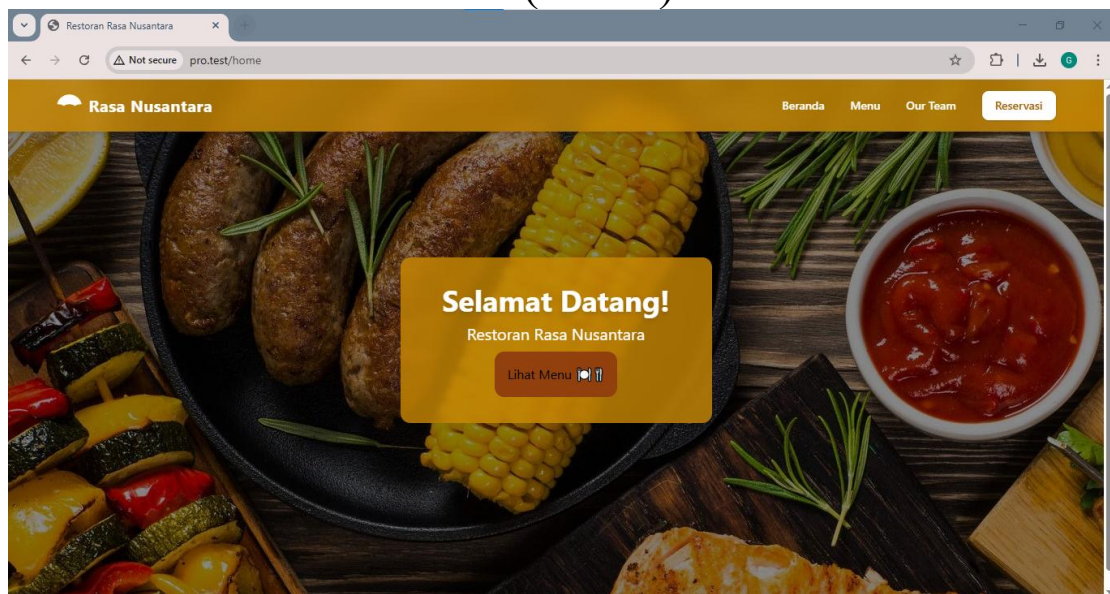 Restoran Rasa Nusantara
Not secure
pro.test/home
G
Rasa Nusantara
Beranda
Menu
Our Team
Reservasi
Selamat Datang!
Restoran Rasa Nusantara
Lihat Menu 🍽️🍴